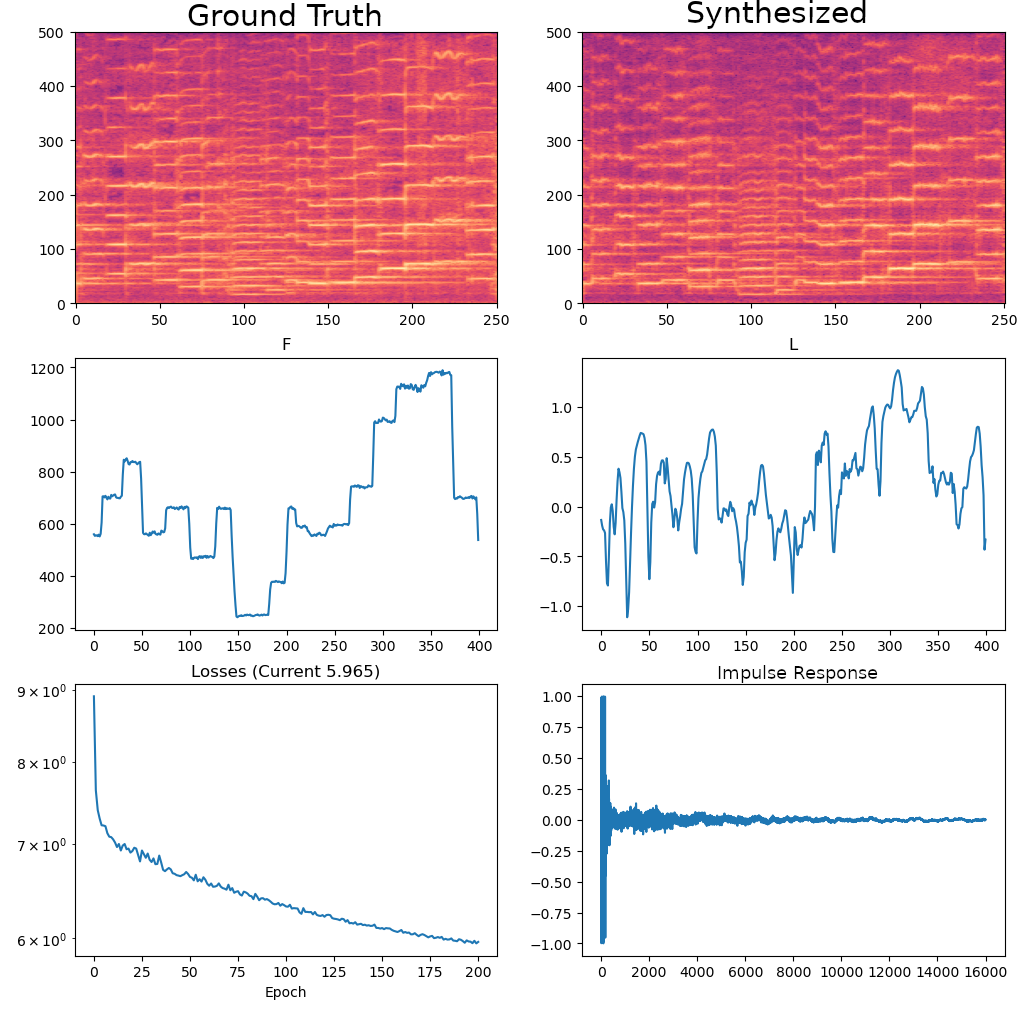 Ground Truth
Synthesized
500
400
300
200
100
0
0 50 100 150 200 250
500
400
300
200
100
0
0 50 100 150 200 250
F
1200
1000
800
600
400
200
0 50 100 150 200 250 300 350 400
L
1.0
0.5
0.0
−0.5
−1.0
0 50 100 150 200 250 300 350 400
Losses (Current 5.965)
9 × 10⁰
8 × 10⁰
7 × 10⁰
6 × 10⁰
0 25 50 75 100 125 150 175 200
Epoch
Impulse Response
1.00
0.75
0.50
0.25
0.00
−0.25
−0.50
−0.75
−1.00
0 2000 4000 6000 8000 10000 12000 14000 16000